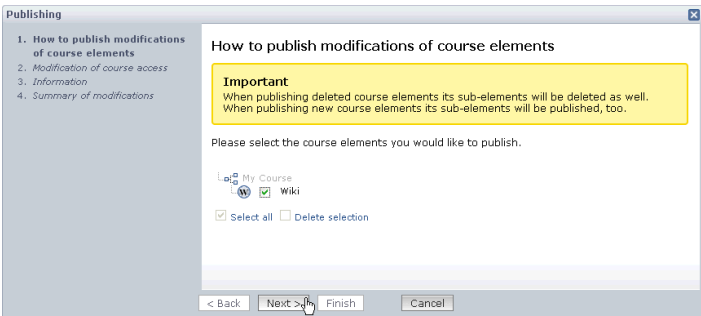 Publishing
1. How to publish modifications
of course elements
2. Modification of course access
3. Information
4. Summary of modifications
How to publish modifications of course elements
Important
When publishing deleted course elements its sub-elements will be deleted as well.
When publishing new course elements its sub-elements will be published, too.
Please select the course elements you would like to publish.
My Course
W Wiki
Select all Delete selection
< Back Next > Finish Cancel